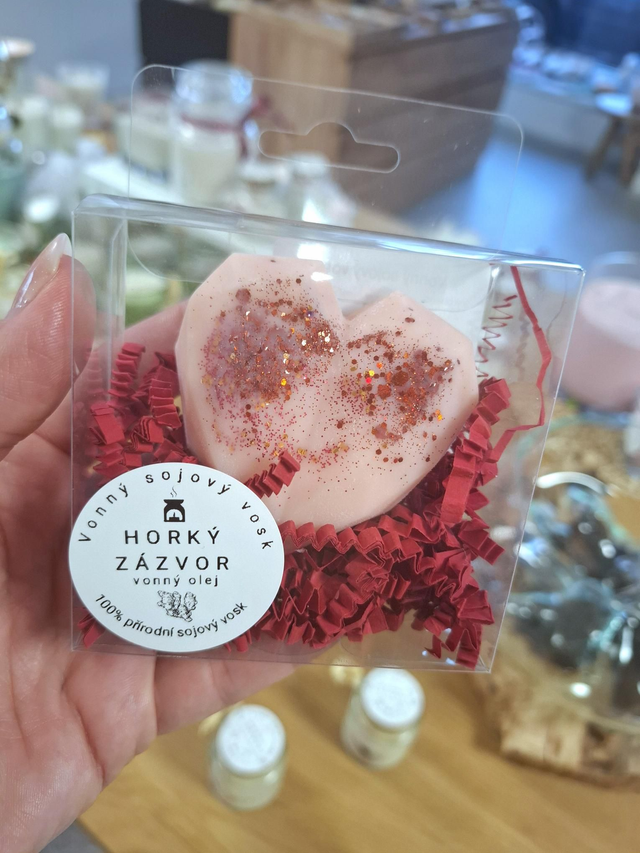 Vonný sojový vosk
HORKÝ
ZÁZVOR
vonný olej
100% přírodní sojový vosk